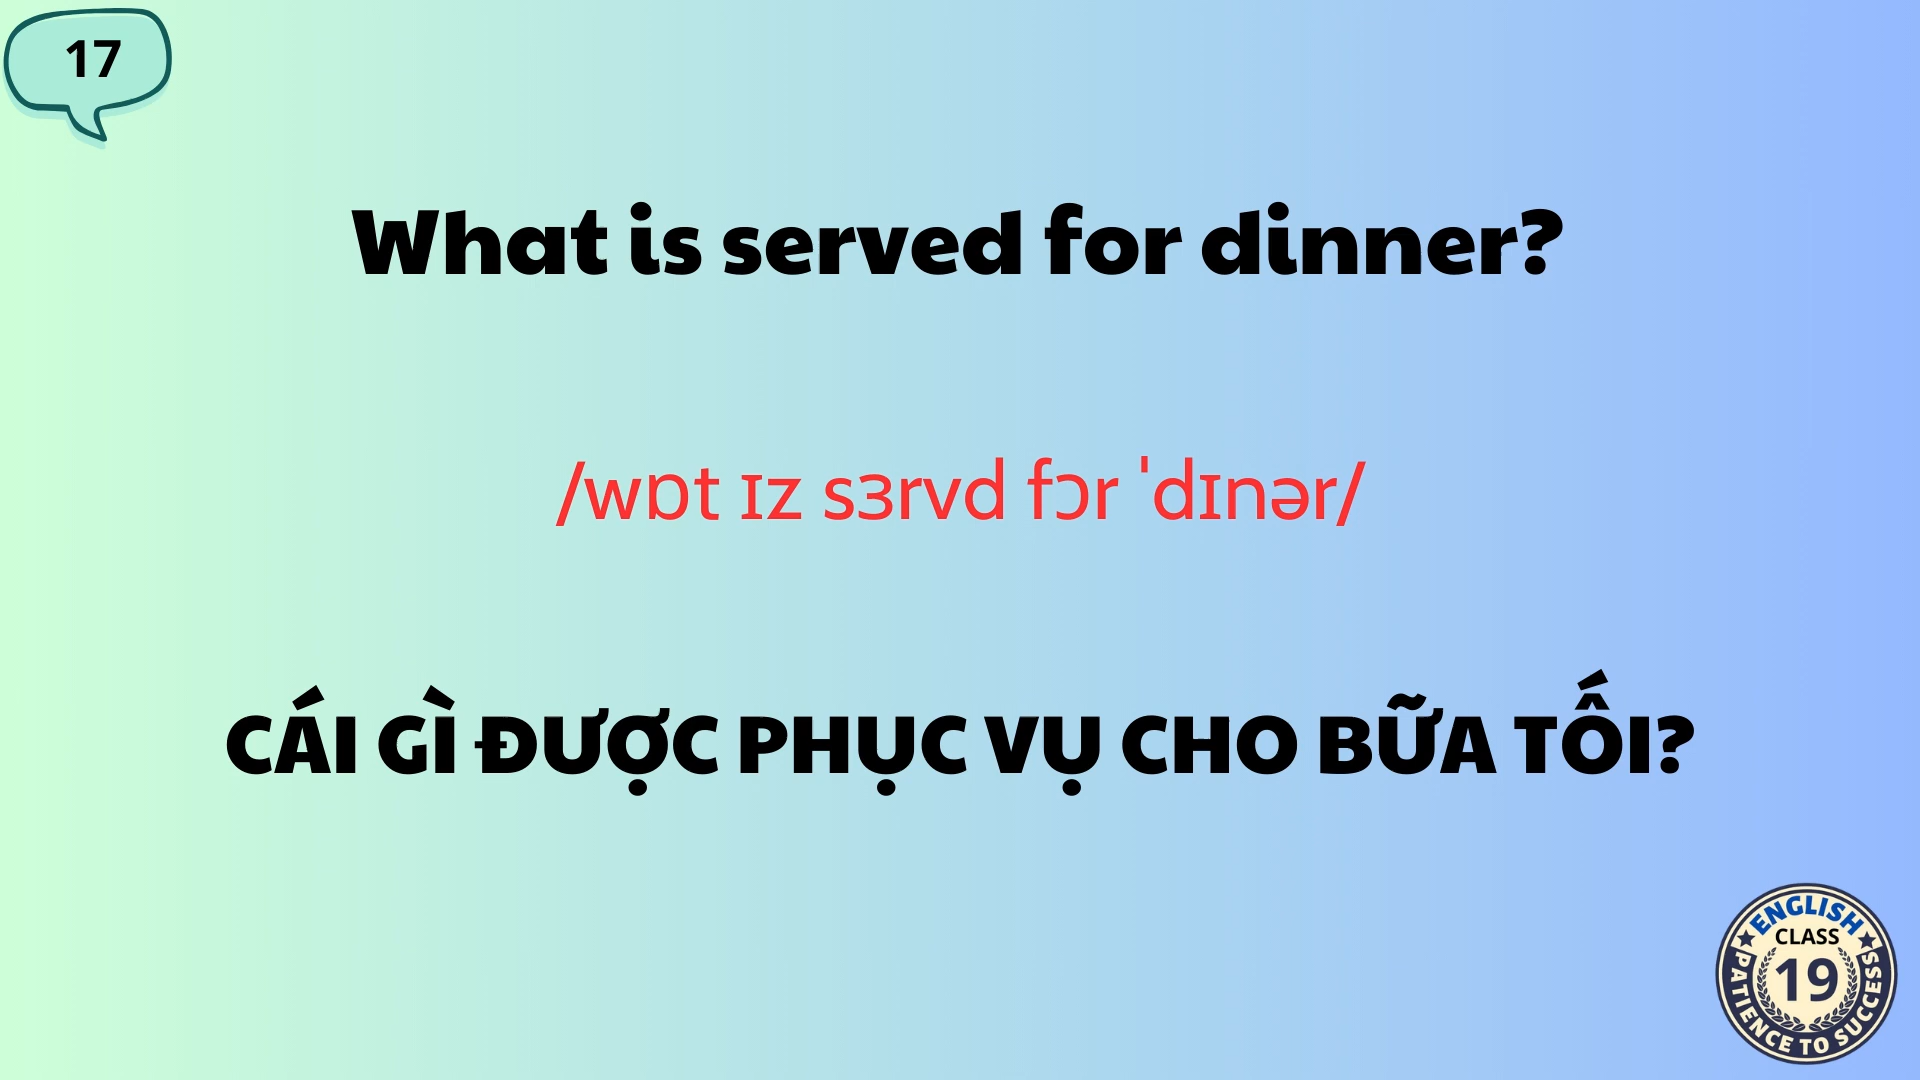 17
What is served for dinner?
/wɒt ɪz sɜrvd fɔr ˈdɪnər/
CÁI GÌ ĐƯỢC PHỤC VỤ CHO BỮA TỐI?
ENGLISH
CLASS
19
PATIENCE TO SUCCESS